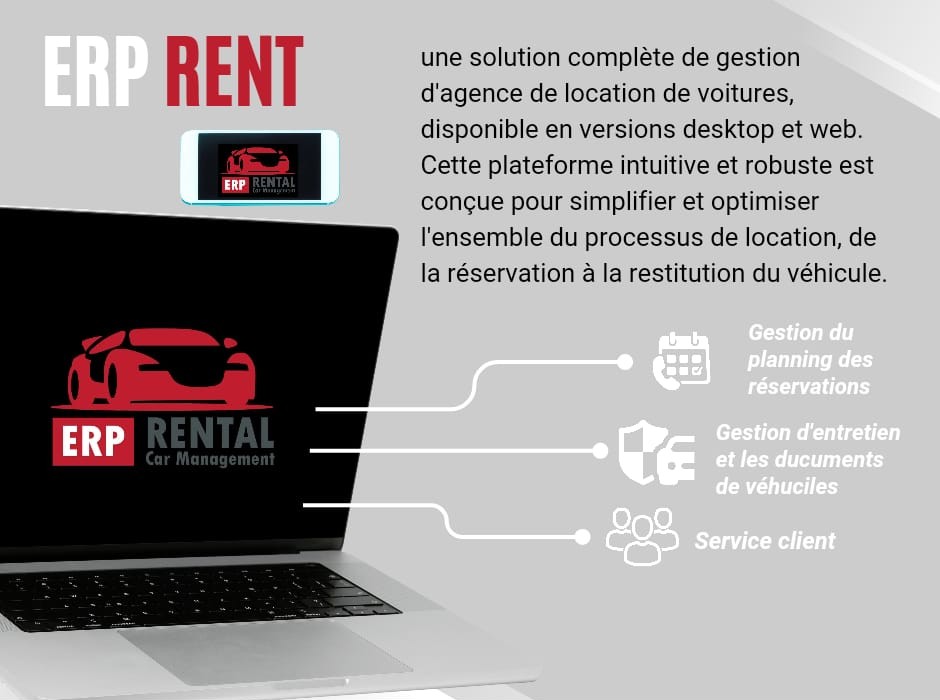 ERP RENT
une solution complète de gestion
d'agence de location de voitures,
disponible en versions desktop et web.
Cette plateforme intuitive et robuste est
conçue pour simplifier et optimiser
l'ensemble du processus de location, de
la réservation à la restitution du véhicule.
ERP RENTAL
Car Management
ERP RENTAL
Car Management
Gestion du
planning des
réservations
Gestion d'entretien
et les ducuments
de véhuciles
Service client